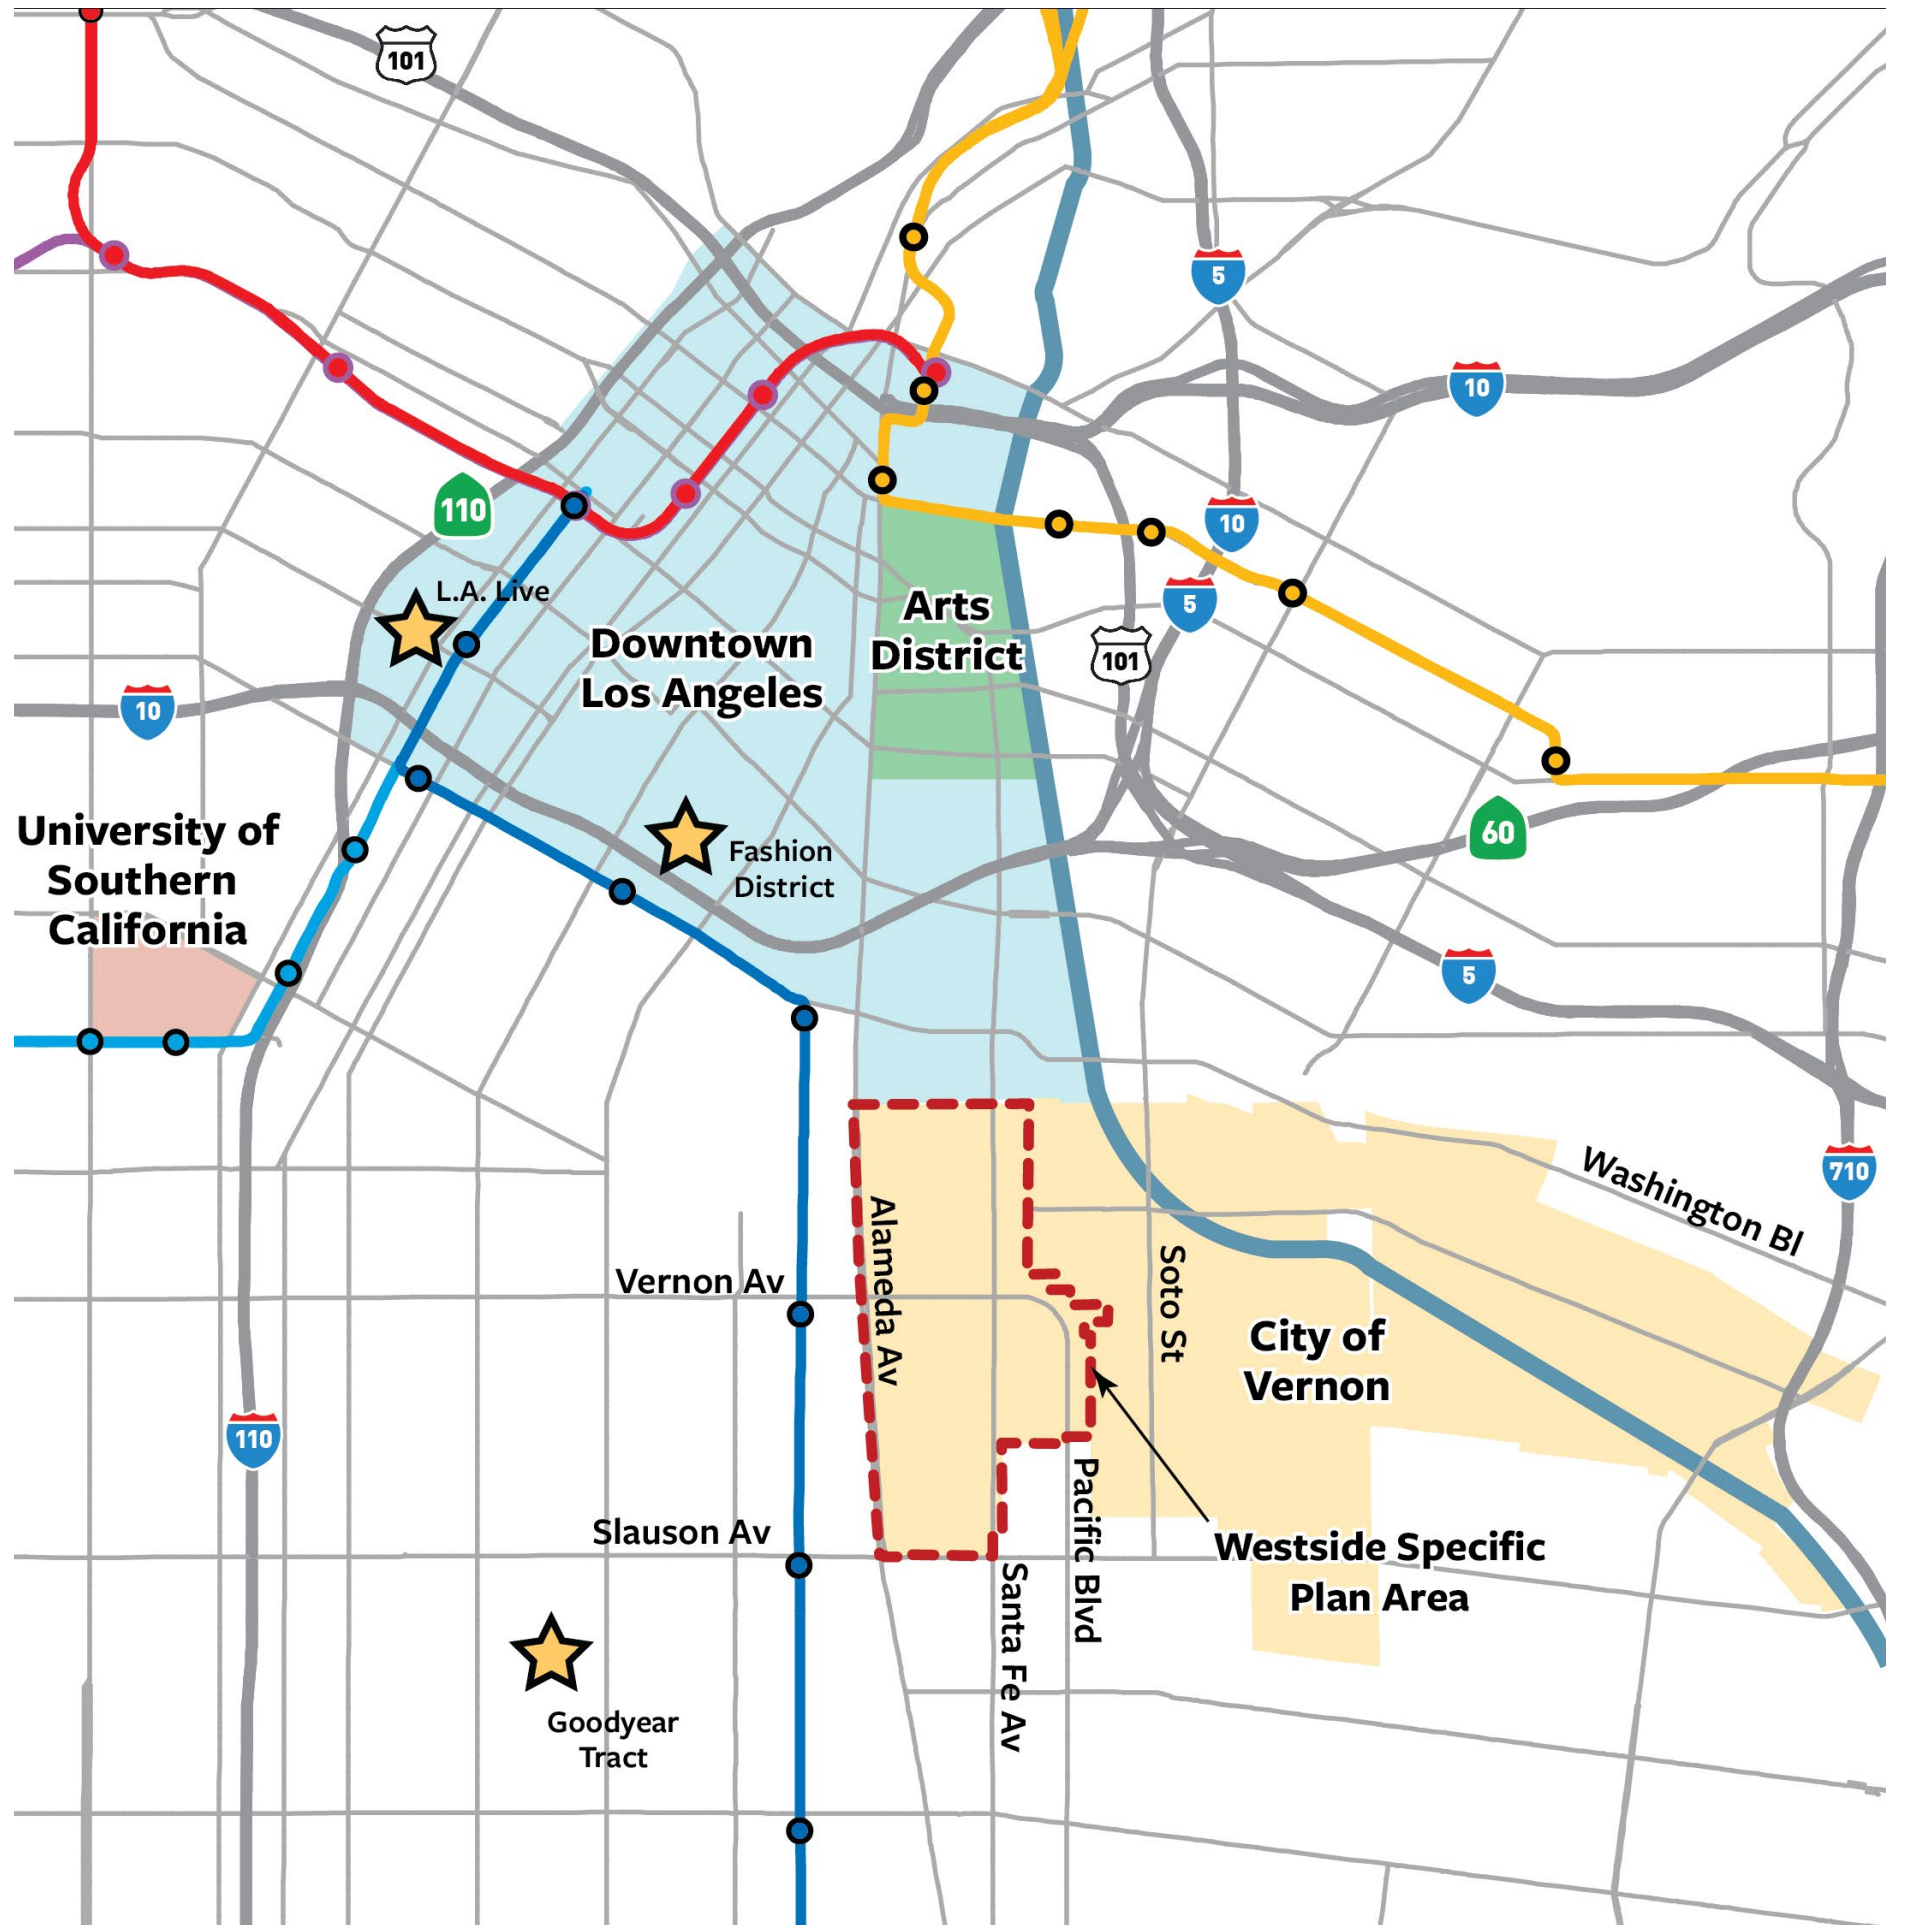 101
5
10
110
10
L.A. Live
5
Arts
District
101
Downtown
Los Angeles
10
60
University of
Southern
California
Fashion
District
5
Washington Bl
710
Alameda Av
Soto St
Vernon Av
City of
Vernon
110
Pacific Blvd
Slauson Av
Westside Specific
Plan Area
Santa Fe Av
Goodyear
Tract